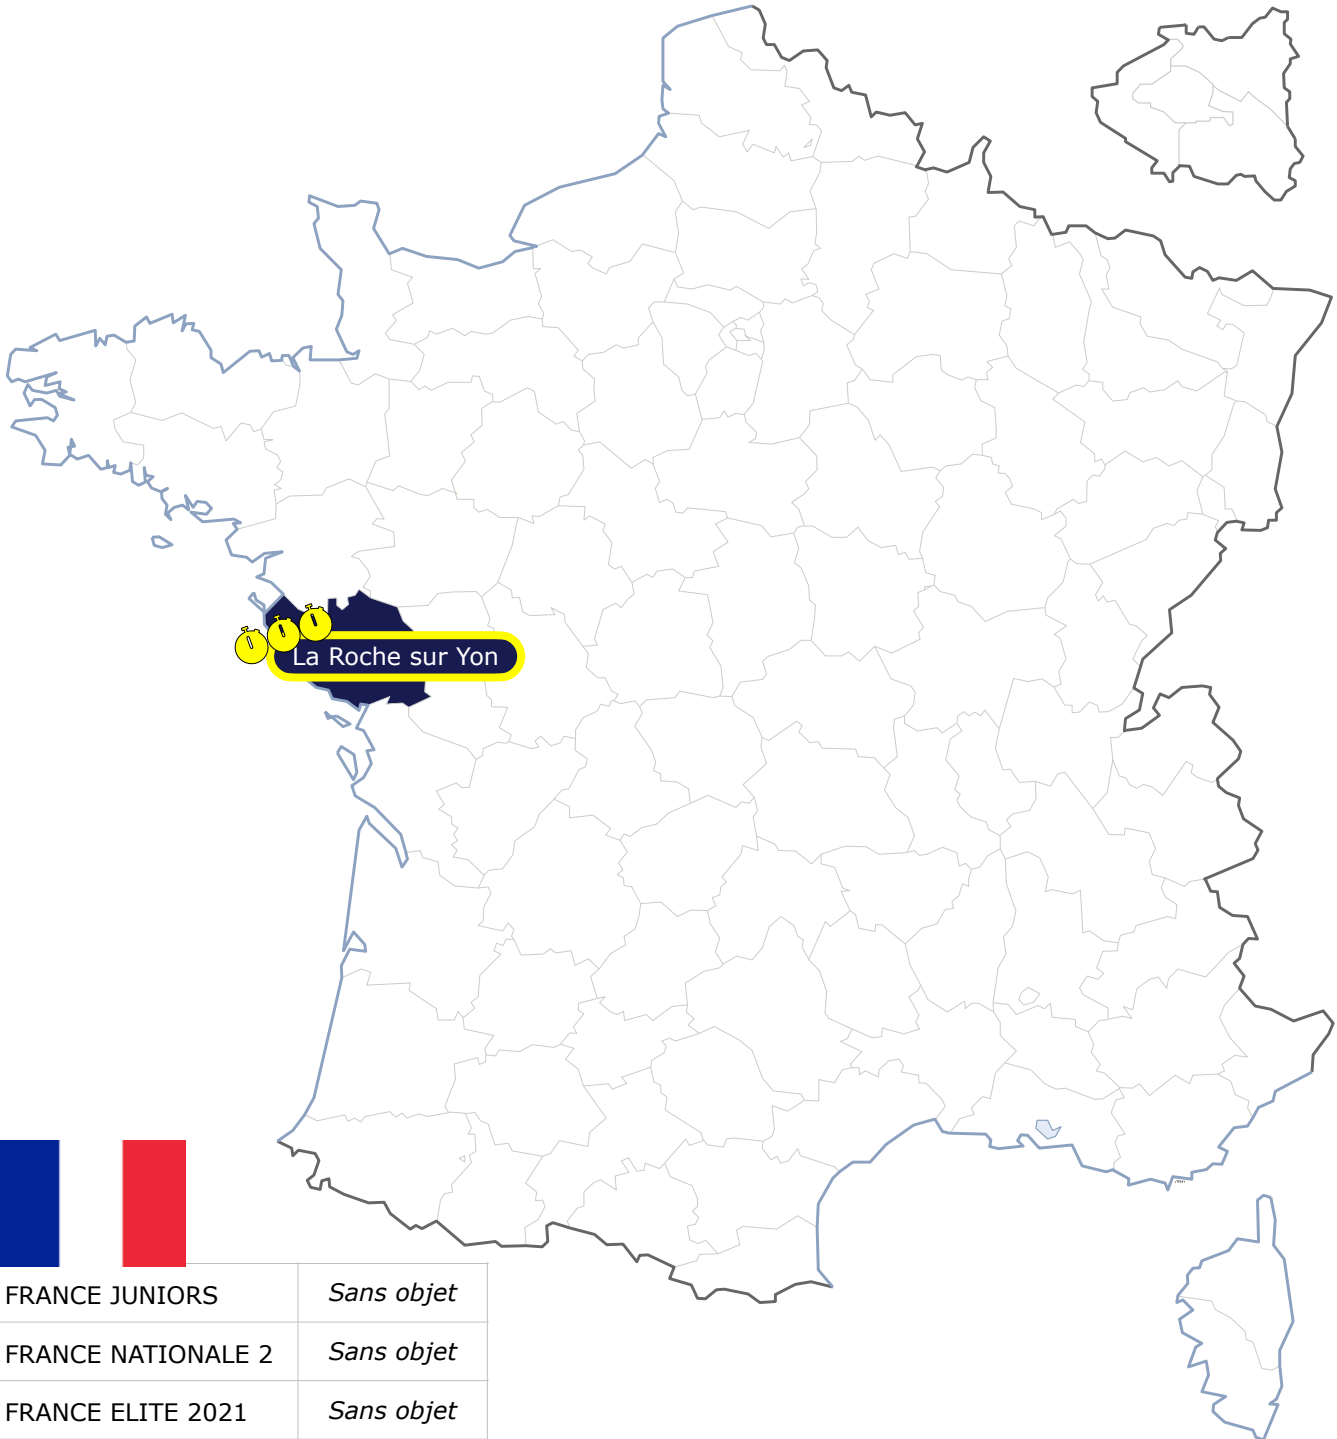 La Roche sur Yon
FRANCE JUNIORS Sans objet
FRANCE NATIONALE 2 Sans objet
FRANCE ELITE 2021 Sans objet